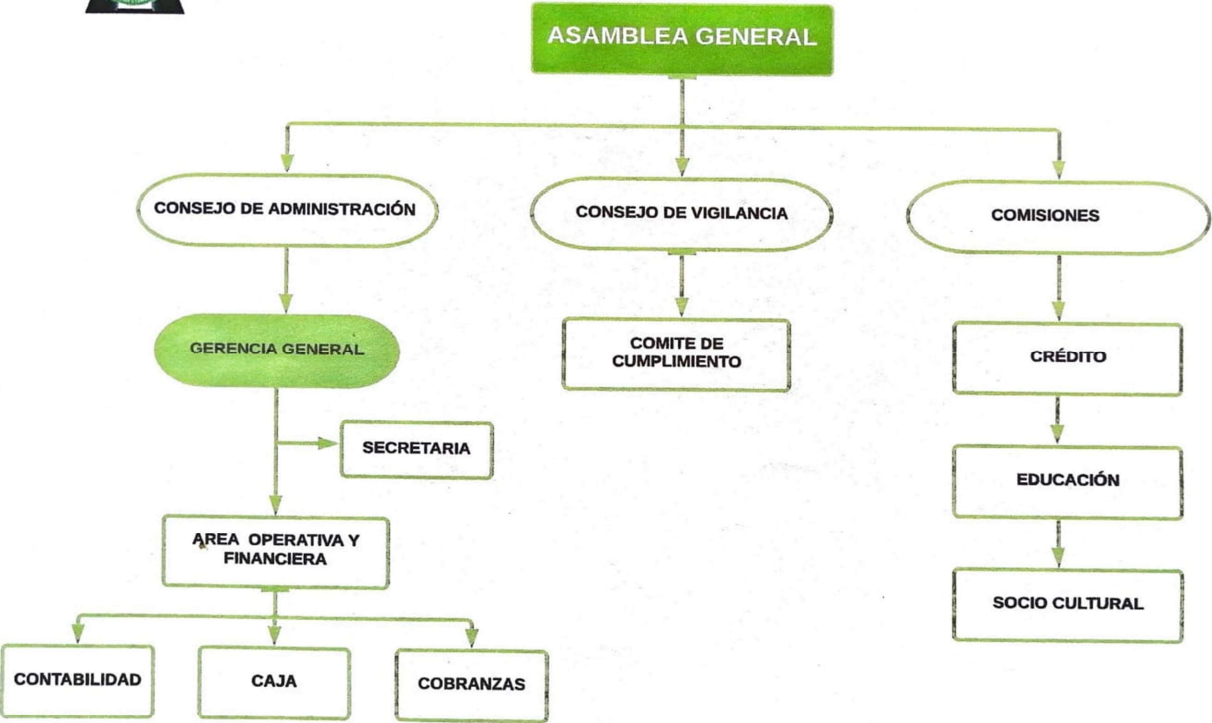 ASAMBLEA GENERAL
CONSEJO DE ADMINISTRACIÓN
CONSEJO DE VIGILANCIA
COMISIONES
GERENCIA GENERAL
COMITE DE
CUMPLIMIENTO
CRÉDITO
SECRETARIA
EDUCACIÓN
AREA OPERATIVA Y
FINANCIERA
SOCIO CULTURAL
CONTABILIDAD
CAJA
COBRANZAS